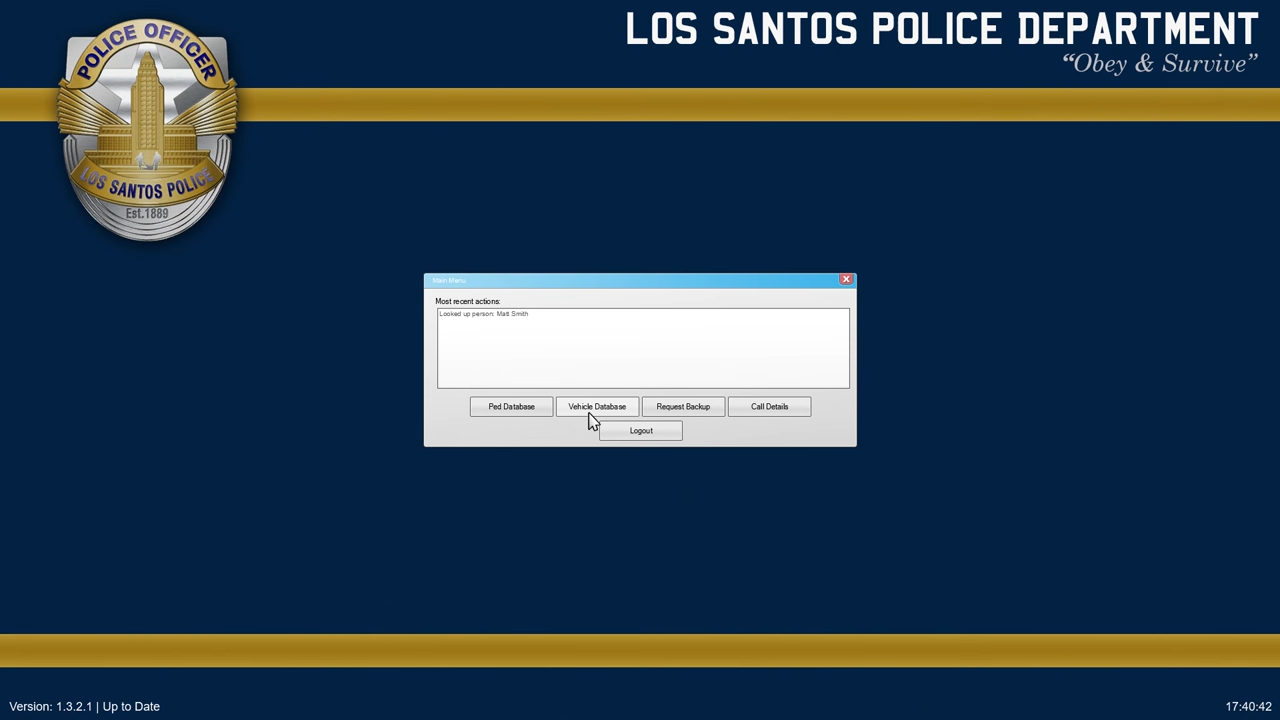 LOS SANTOS POLICE DEPARTMENT
“Obey & Survive”
POLICE OFFICER
LOS SANTOS POLICE
Est.1889
Main Menu
Most recent actions:
Looked up person: Matt Smith
Ped Database Vehicle Database Request Backup Call Details
Logout
Version: 1.3.2.1 | Up to Date 17:40:42